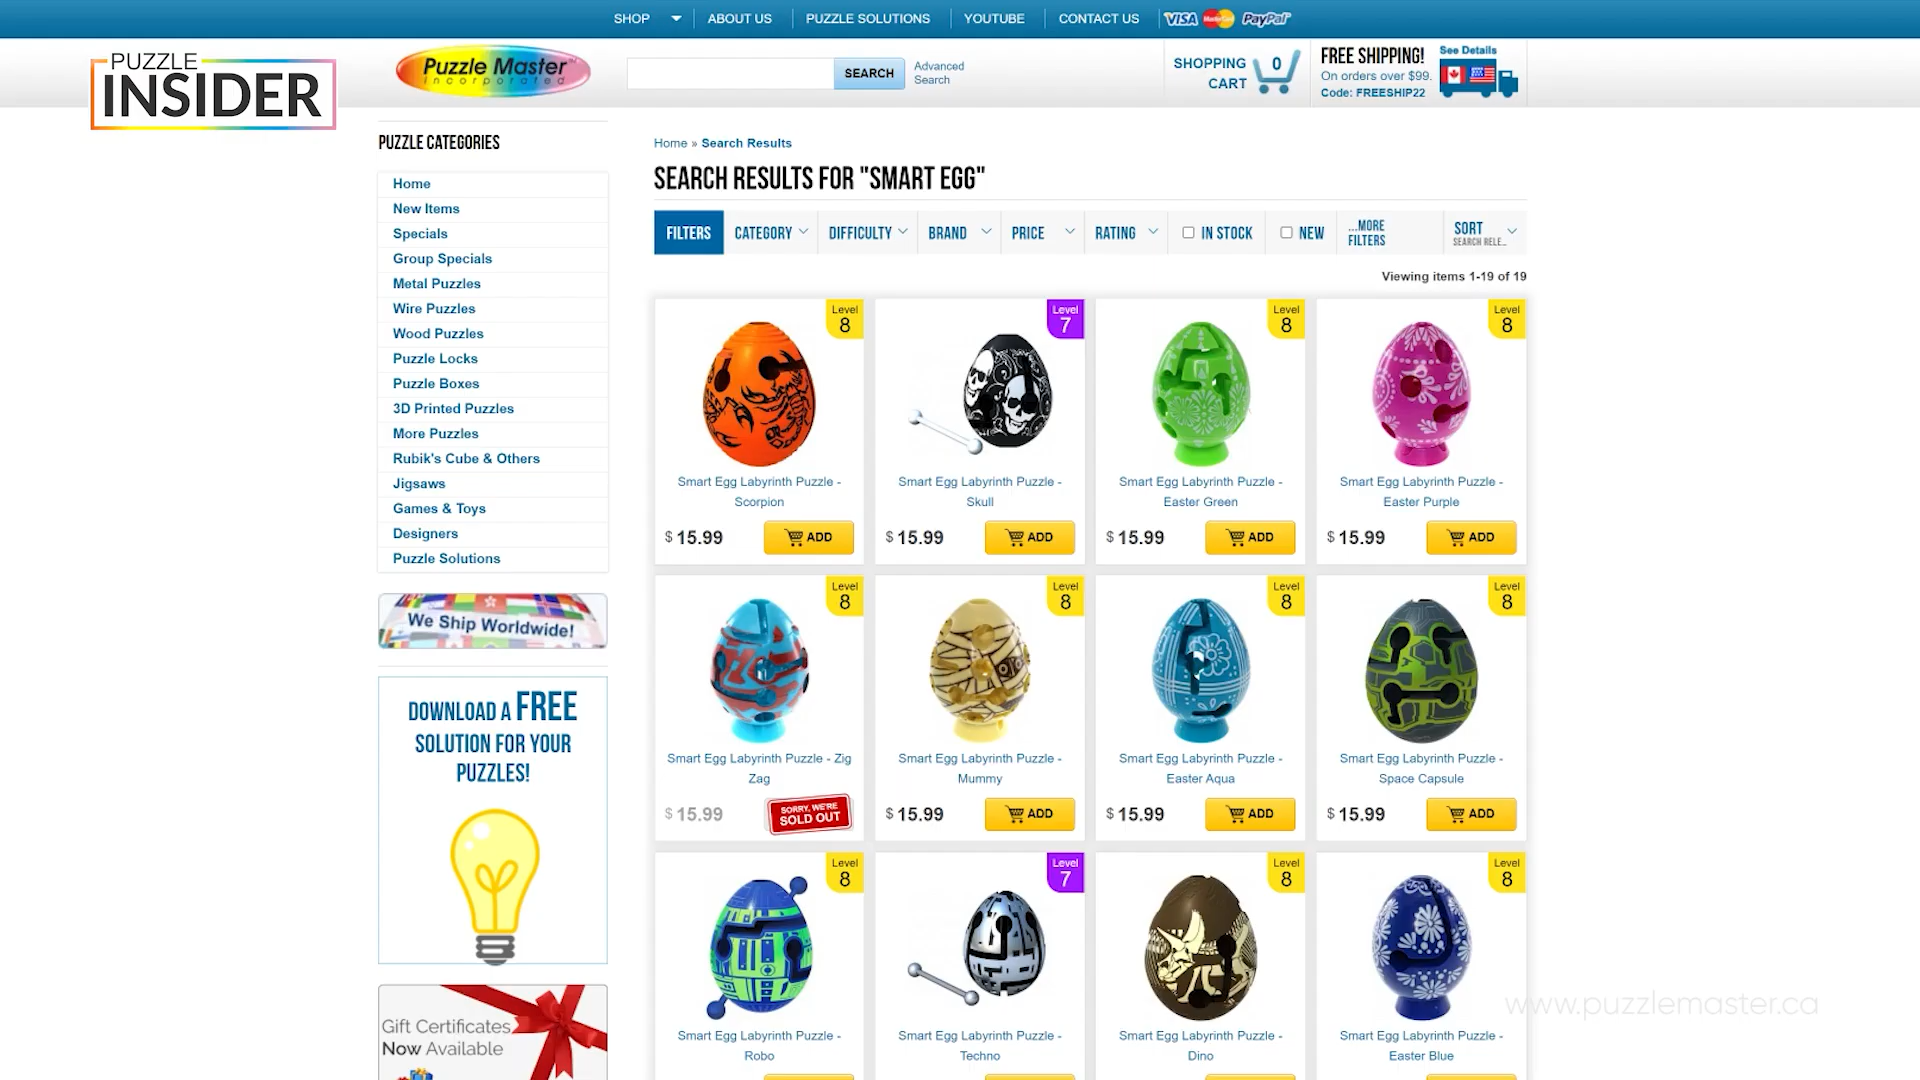 SHOP
ABOUT US
PUZZLE SOLUTIONS
YOUTUBE
CONTACT US
VISA
MasterCard
PayPal
PUZZLE
INSIDER
Puzzle Master
incorporated
SEARCH
Advanced
Search
SHOPPING
CART
0
FREE SHIPPING!
On orders over $99.
Code: FREESHIP22
See Details
PUZZLE CATEGORIES
Home
New Items
Specials
Group Specials
Metal Puzzles
Wire Puzzles
Wood Puzzles
Puzzle Locks
Puzzle Boxes
3D Printed Puzzles
More Puzzles
Rubik's Cube & Others
Jigsaws
Games & Toys
Designers
Puzzle Solutions
We Ship Worldwide!
DOWNLOAD A FREE
SOLUTION FOR YOUR
PUZZLES!
Gift Certificates
Now Available
Home » Search Results
SEARCH RESULTS FOR "SMART EGG"
FILTERS
CATEGORY
DIFFICULTY
BRAND
PRICE
RATING
IN STOCK
NEW
...MORE
FILTERS
SORT
SEARCH RELE...
Viewing items 1-19 of 19
Level
8
Smart Egg Labyrinth Puzzle -
Scorpion
$ 15.99
ADD
Level
7
Smart Egg Labyrinth Puzzle -
Skull
$ 15.99
ADD
Level
8
Smart Egg Labyrinth Puzzle -
Easter Green
$ 15.99
ADD
Level
8
Smart Egg Labyrinth Puzzle -
Easter Purple
$ 15.99
ADD
Level
8
Smart Egg Labyrinth Puzzle - Zig
Zag
$ 15.99
SORRY, WE'RE
SOLD OUT
Level
8
Smart Egg Labyrinth Puzzle -
Mummy
$ 15.99
ADD
Level
8
Smart Egg Labyrinth Puzzle -
Easter Aqua
$ 15.99
ADD
Level
8
Smart Egg Labyrinth Puzzle -
Space Capsule
$ 15.99
ADD
Level
8
Smart Egg Labyrinth Puzzle -
Robo
Level
7
Smart Egg Labyrinth Puzzle -
Techno
Level
8
Smart Egg Labyrinth Puzzle -
Dino
Level
8
Smart Egg Labyrinth Puzzle -
Easter Blue
www.puzzlemaster.ca